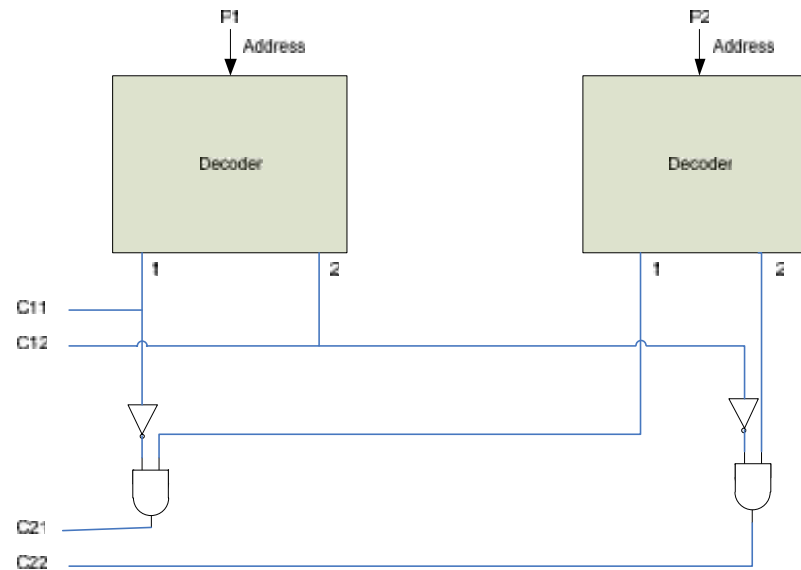 P1
P2
Address
Address
Decoder
Decoder
1
2
1
2
C11
C12
C21
C22